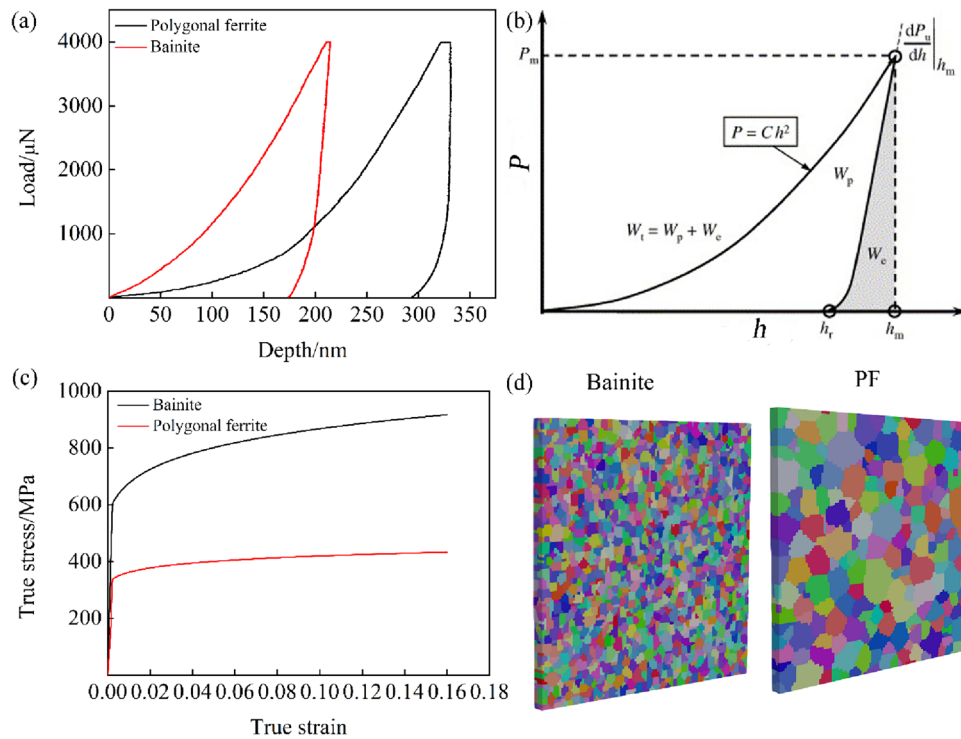 (a)
Polygonal ferrite
Bainite
4000
3000
2000
1000
0
50
100
150
200
250
300
350
Load/μN
Depth/nm
(b)
P
Pₘ
dPᵤ
dh
hₘ
P = Ch²
Wₚ
Wₜ = Wₚ + Wₑ
Wₑ
h
hᵣ
hₘ
(c)
Bainite
Polygonal ferrite
1000
800
600
400
200
0.00 0.02 0.04 0.06 0.08 0.10 0.12 0.14 0.16 0.18
True stress/MPa
True strain
(d)
Bainite
PF